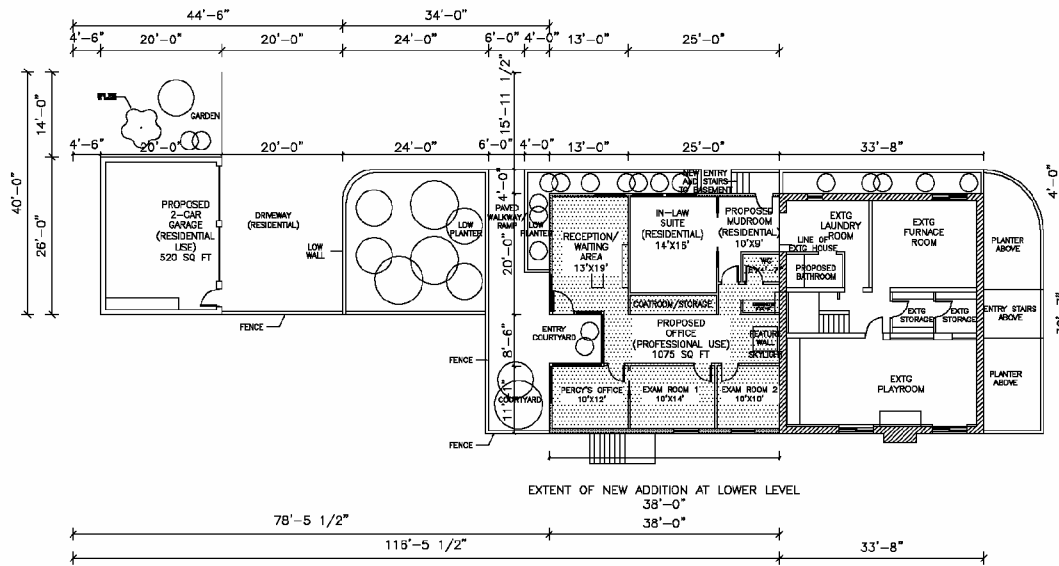 44'-6"
34'-0"
4'-6"
20'-0"
20'-0"
24'-0"
6'-0"
4'-0"
13'-0"
25'-0"
15'-11 1/2"
14'-0"
40'-0"
26'-0"
GARDEN
4'-6"
20'-0"
20'-0"
24'-0"
6'-0"
4'-0"
13'-0"
25'-0"
33'-8"
4'-0"
4'-0"
20'-0"
8'-6"
PROPOSED
2-CAR
GARAGE
(RESIDENTIAL
USE)
520 SQ FT
DRIVEWAY
(RESIDENTIAL)
LOW
WALL
LOW
PLANTER
PAVED
WALKWAY/
RAMP
LOW
PLANTER
NEW ENTRY
AND STAIRS
TO BASEMENT
RECEPTION/
WAITING
AREA
13'X19'
IN-LAW
SUITE
(RESIDENTIAL)
14'X15'
PROPOSED
MUDROOM
(RESIDENTIAL)
10'X9'
EXTG
LAUNDRY
ROOM
LINE OF
EXTG HOUSE
EXTG
FURNACE
ROOM
PLANTER
ABOVE
WC
PROPOSED
BATHROOM
COATROOM/STORAGE
EXTG
STORAGE
EXTG
STORAGE
ENTRY STAIRS
ABOVE
FENCE
ENTRY
COURTYARD
PROPOSED
OFFICE
(PROFESSIONAL USE)
1075 SQ FT
FEATURE
WALL
SKYLIGHT
FENCE
COURTYARD
PERCY'S OFFICE
10'X12'
EXAM ROOM 1
10'X14'
EXAM ROOM 2
10'X10'
EXTG
PLAYROOM
PLANTER
ABOVE
FENCE
EXTENT OF NEW ADDITION AT LOWER LEVEL
38'-0"
78'-5 1/2"
38'-0"
116'-5 1/2"
33'-8"